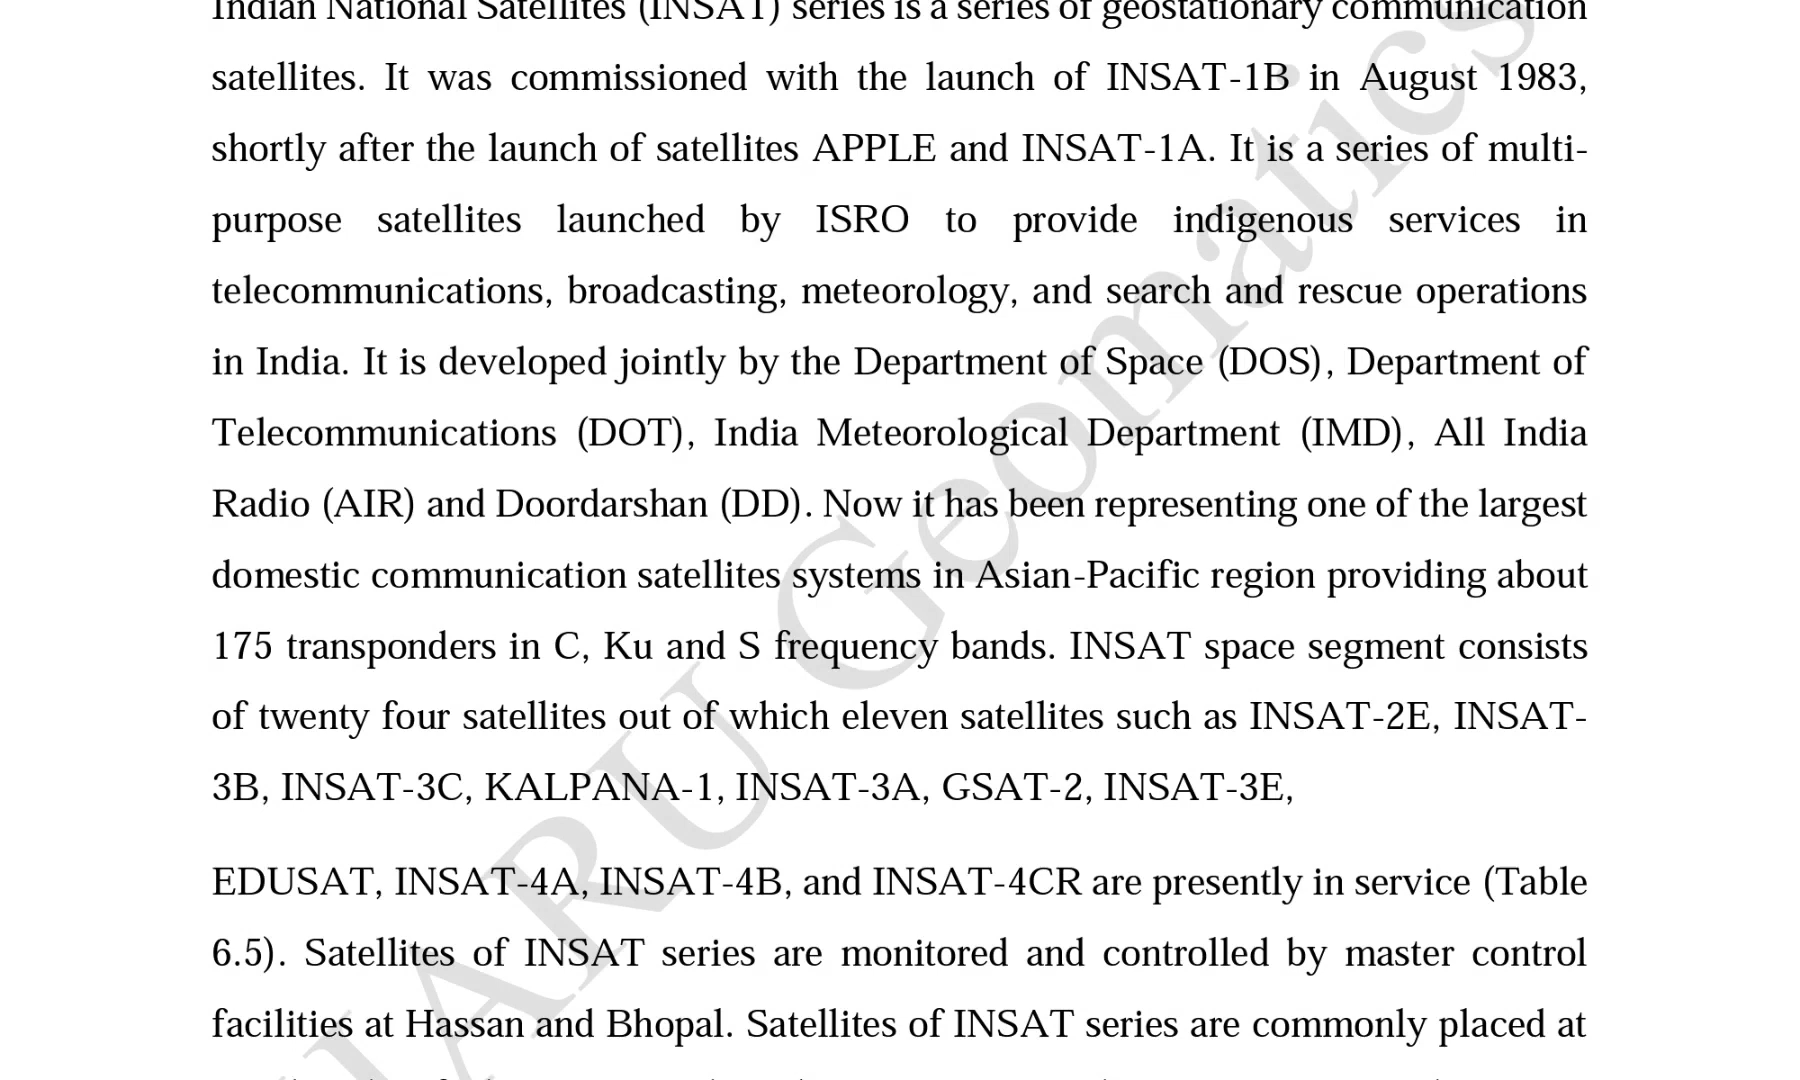 Indian National Satellites (INSAT) series is a series of geostationary communication
satellites. It was commissioned with the launch of INSAT-1B in August 1983,
shortly after the launch of satellites APPLE and INSAT-1A. It is a series of multi-
purpose satellites launched by ISRO to provide indigenous services in
telecommunications, broadcasting, meteorology, and search and rescue operations
in India. It is developed jointly by the Department of Space (DOS), Department of
Telecommunications (DOT), India Meteorological Department (IMD), All India
Radio (AIR) and Doordarshan (DD). Now it has been representing one of the largest
domestic communication satellites systems in Asian-Pacific region providing about
175 transponders in C, Ku and S frequency bands. INSAT space segment consists
of twenty four satellites out of which eleven satellites such as INSAT-2E, INSAT-
3B, INSAT-3C, KALPANA-1, INSAT-3A, GSAT-2, INSAT-3E,
EDUSAT, INSAT-4A, INSAT-4B, and INSAT-4CR are presently in service (Table
6.5). Satellites of INSAT series are monitored and controlled by master control
facilities at Hassan and Bhopal. Satellites of INSAT series are commonly placed at
IARU Geomatics